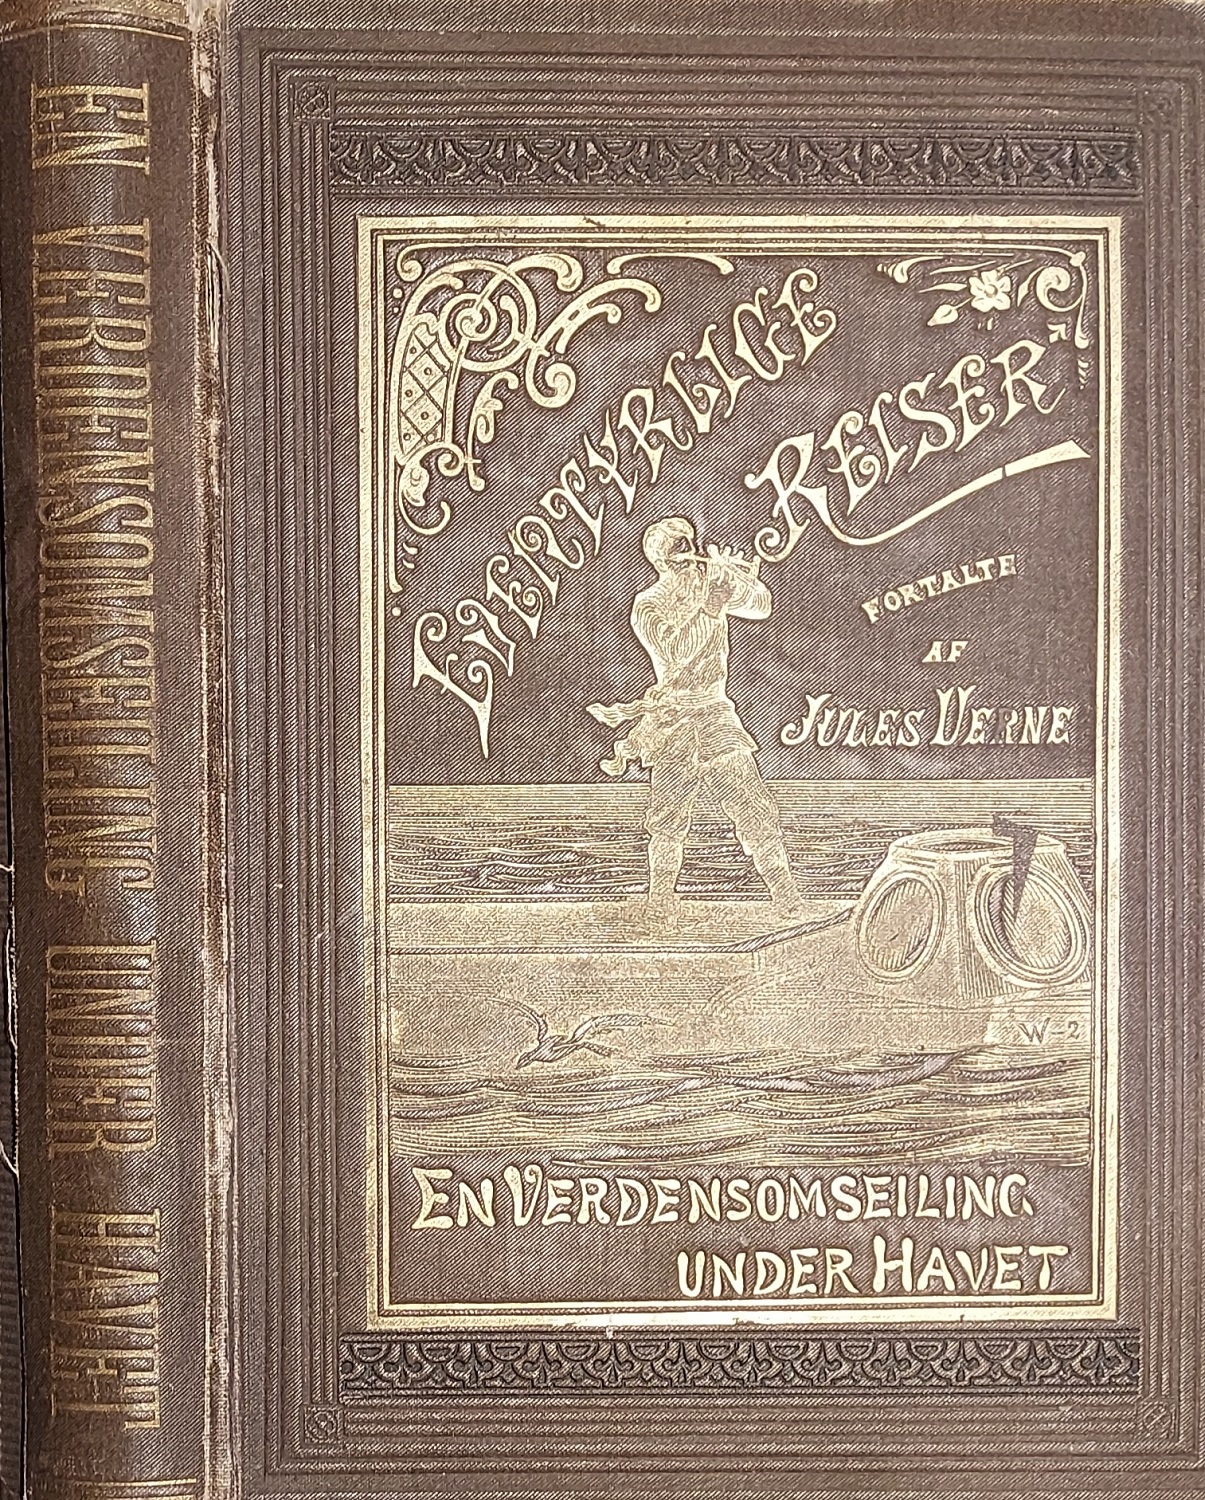 EN VERDENSOMSEILING UNDER HAVET
EVENTYRLIGE
REISER
FORTALTE
AF
JULES VERNE
W-2
EN VERDENSOMSEILING
UNDER HAVET